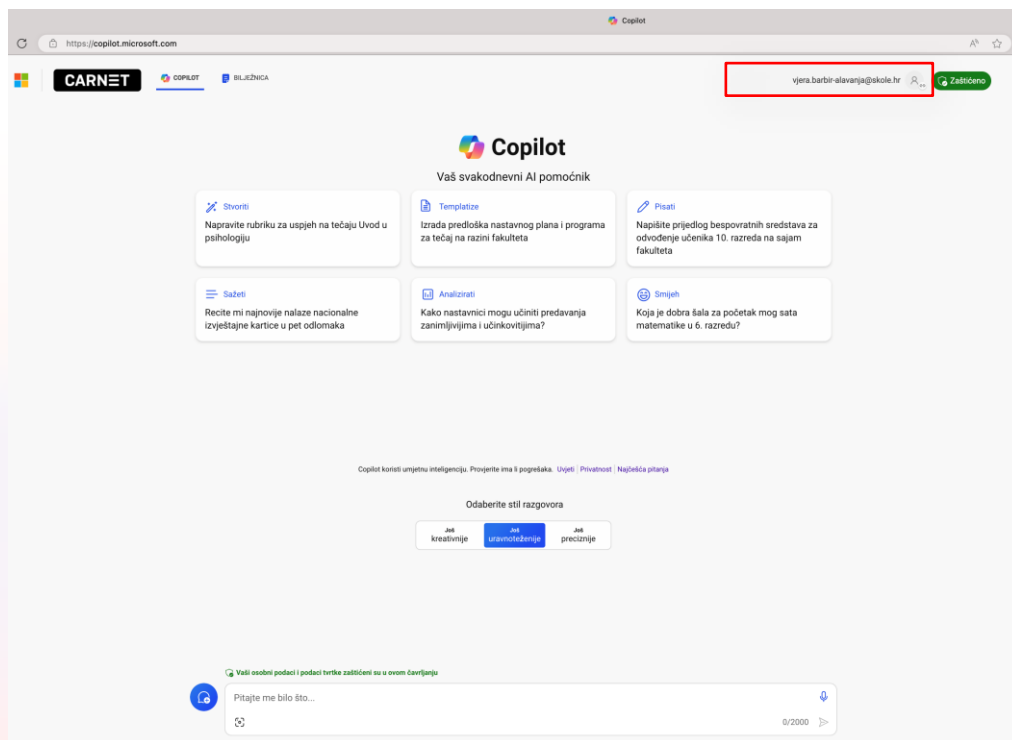 Copilot
https://copilot.microsoft.com
CARNET
COPILOT
BILJEŽNICA
vjera.barbir-alavanja@skole.hr
Zaštićeno
Copilot
Vaš svakodnevni AI pomoćnik
Stvoriti
Napravite rubriku za uspjeh na tečaju Uvod u
psihologiju
Templatize
Izrada predloška nastavnog plana i programa
za tečaj na razini fakulteta
Pisati
Napišite prijedlog bespovratnih sredstava za
odvođenje učenika 10. razreda na sajam
fakulteta
Sažeti
Recite mi najnovije nalaze nacionalne
izvještajne kartice u pet odlomaka
Analizirati
Kako nastavnici mogu učiniti predavanja
zanimljivijima i učinkovitijima?
Smijeh
Koja je dobra šala za početak mog sata
matematike u 6. razredu?
Copilot koristi umjetnu inteligenciju. Provjerite ima li pogrešaka. Uvjeti Privatnost Najčešća pitanja
Odaberite stil razgovora
Još
kreativnije
Još
uravnoteženije
Još
preciznije
Vaši osobni podaci i podaci tvrtke zaštićeni su u ovom čavrljanju
Pitajte me bilo što...
0/2000